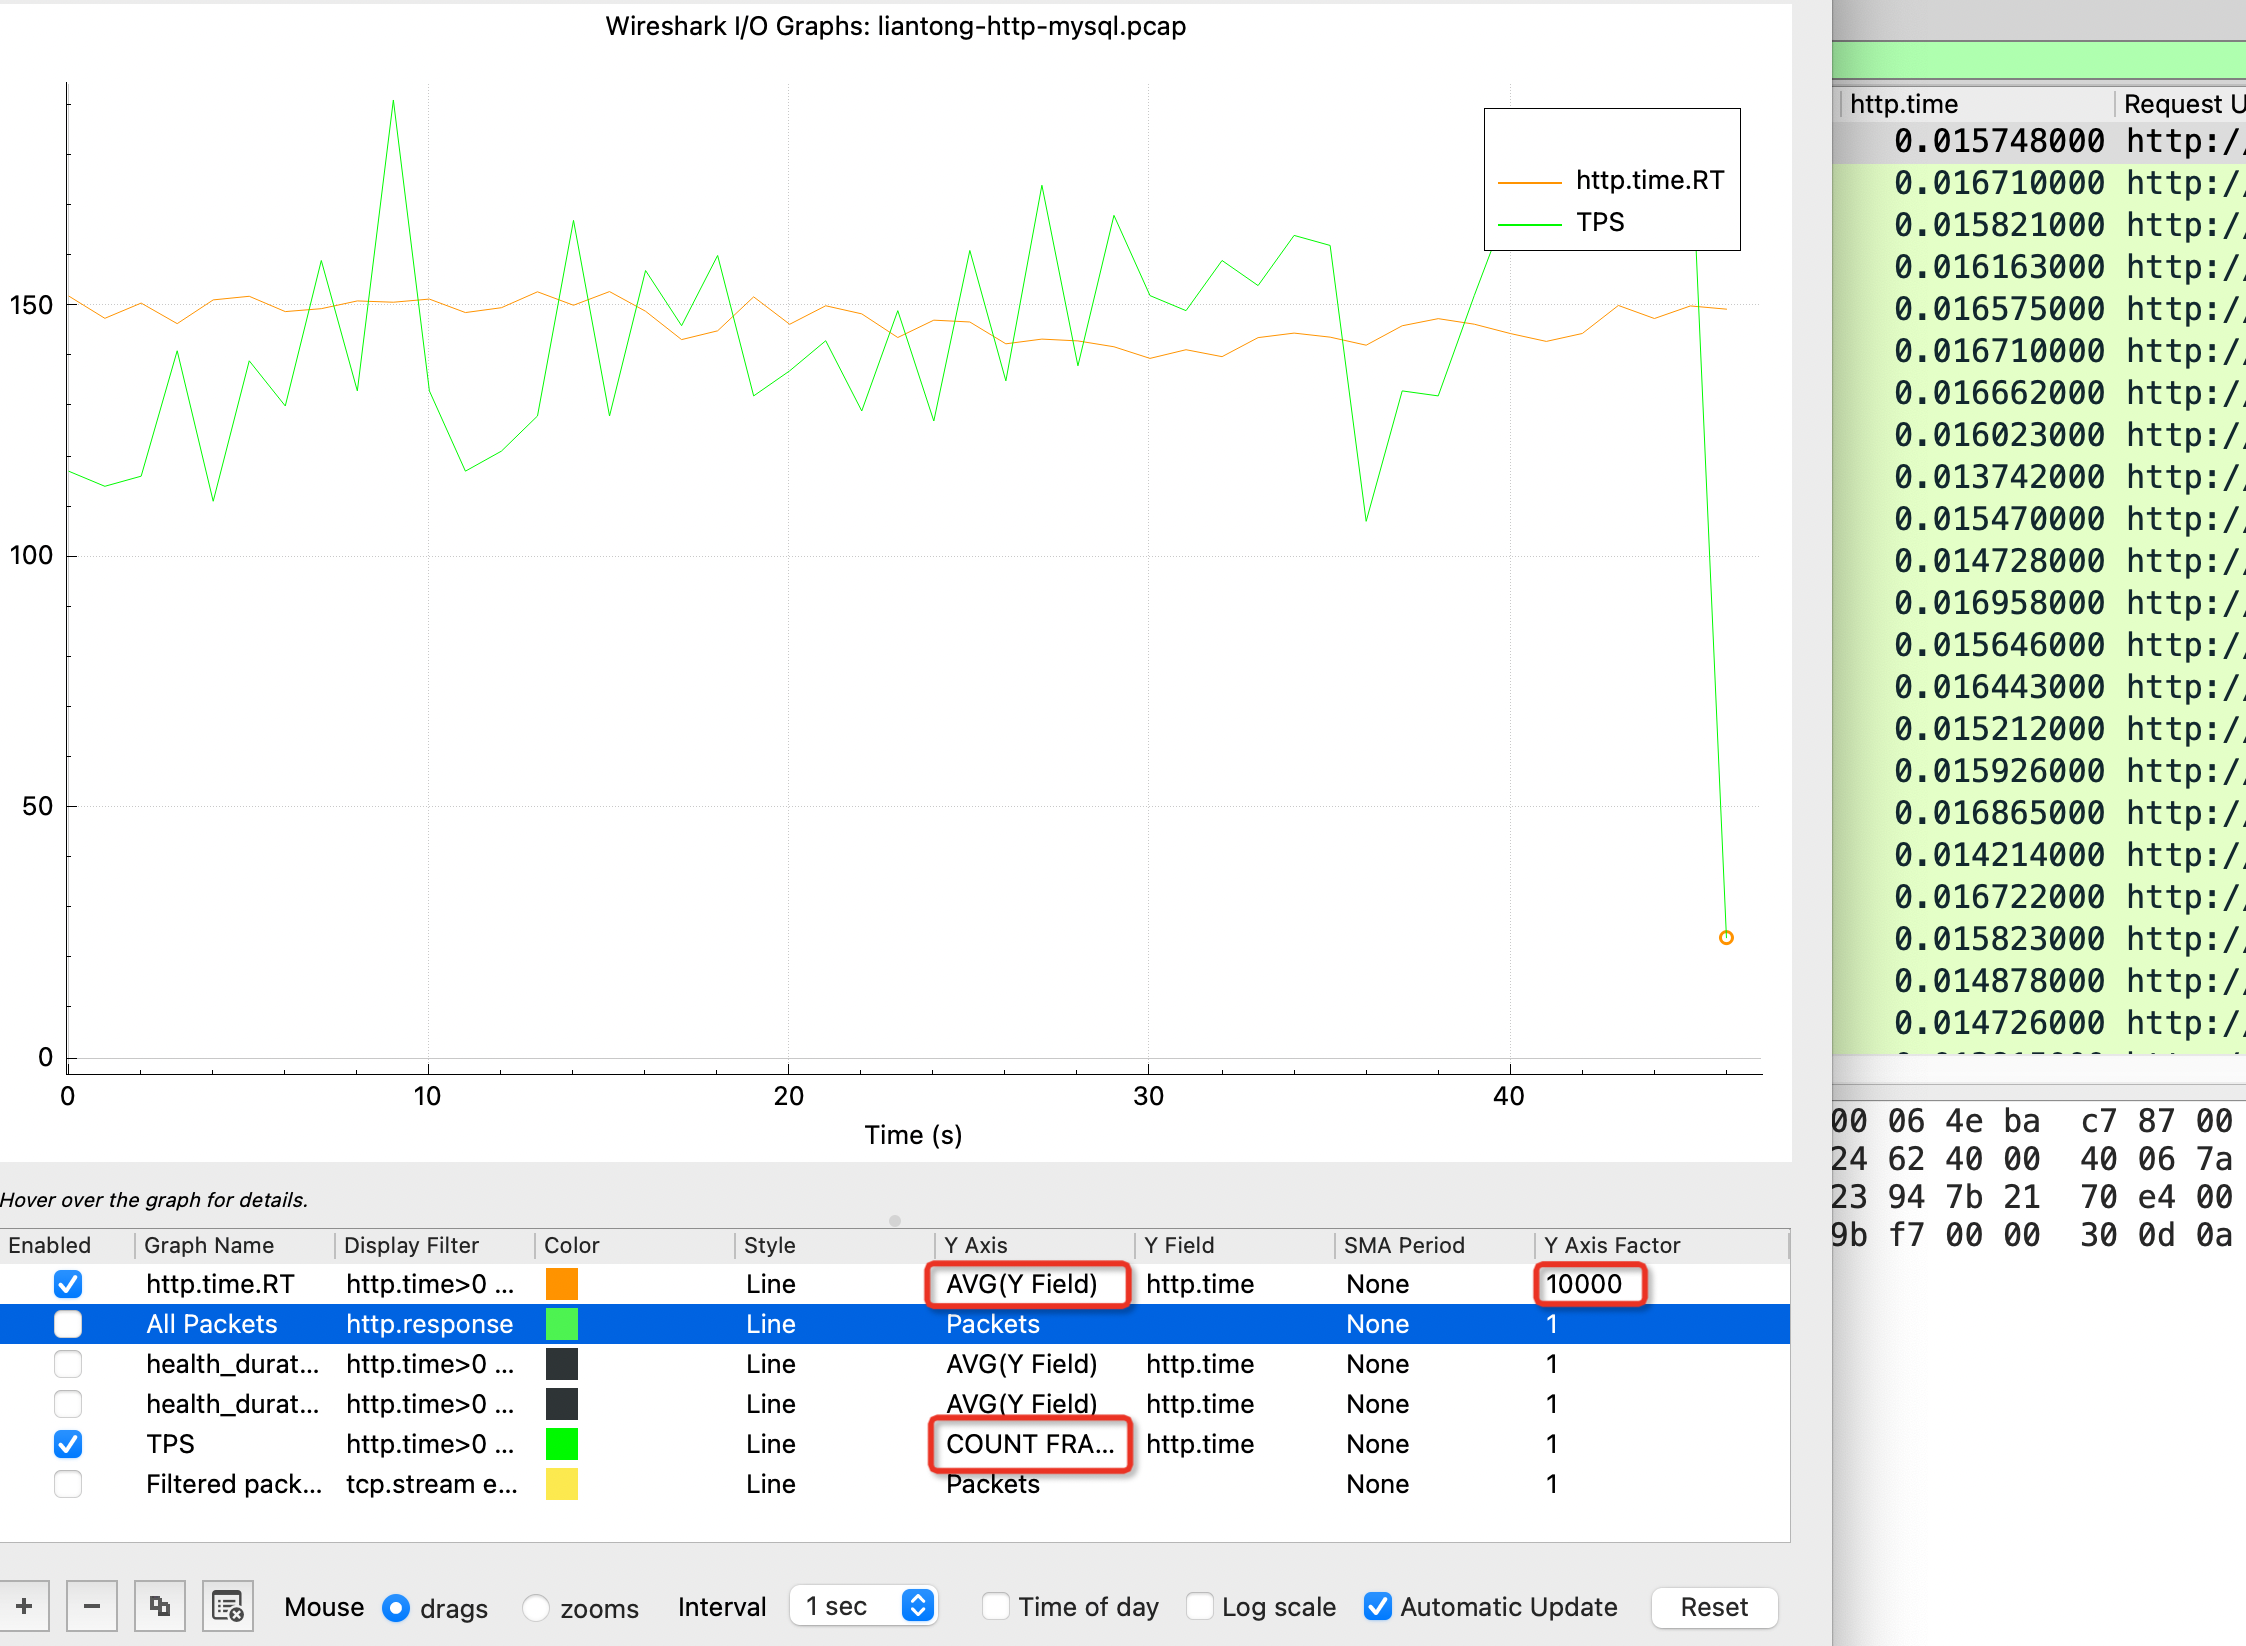 Wireshark I/O Graphs: liantong-http-mysql.pcap
http.time.RT
TPS
150
100
50
0
0 10 20 30 40
Time (s)
Hover over the graph for details.
Enabled Graph Name Display Filter Color Style Y Axis Y Field SMA Period Y Axis Factor
http.time.RT http.time>0 ... Line AVG(Y Field) http.time None 10000
All Packets http.response Line Packets None 1
health_durat... http.time>0 ... Line AVG(Y Field) http.time None 1
health_durat... http.time>0 ... Line AVG(Y Field) http.time None 1
TPS http.time>0 ... Line COUNT FRA... http.time None 1
Filtered pack... tcp.stream e... Line Packets None 1
+ − Mouse drags zooms Interval 1 sec Time of day Log scale Automatic Update Reset
http.time Request U
0.015748000 http:/
0.016710000 http:/
0.015821000 http:/
0.016163000 http:/
0.016575000 http:/
0.016710000 http:/
0.016662000 http:/
0.016023000 http:/
0.013742000 http:/
0.015470000 http:/
0.014728000 http:/
0.016958000 http:/
0.015646000 http:/
0.016443000 http:/
0.015212000 http:/
0.015926000 http:/
0.016865000 http:/
0.014214000 http:/
0.016722000 http:/
0.015823000 http:/
0.014878000 http:/
0.014726000 http:/
00 06 4e ba c7 87 00
24 62 40 00 40 06 7a
23 94 7b 21 70 e4 00
9b f7 00 00 30 0d 0a